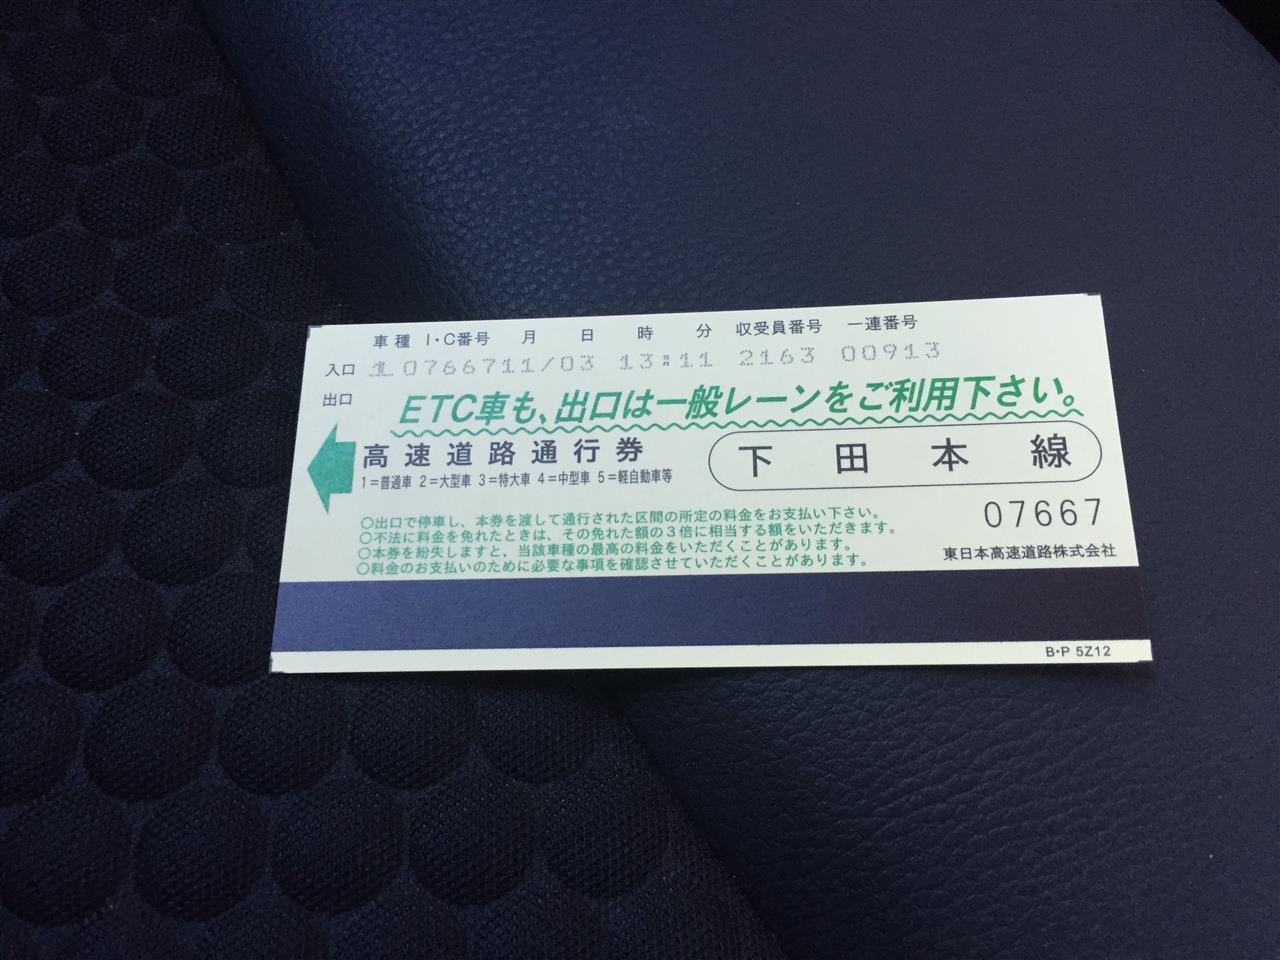 車種 I・C番号 月 日 時 分 収受員番号 一連番号
入口 1 0766711/03 13時11 2163 00913
出口 ETC車も、出口は一般レーンをご利用下さい。
高速道路通行券 下田本線
1=普通車 2=大型車 3=特大車 4=中型車 5=軽自動車等
07667
○出口で停車し、本券を渡して通行された区間の所定の料金をお支払い下さい。
○不法に料金を免れたときは、その免れた額の3倍に相当する額をいただきます。
○本券を紛失しますと、当該車種の最高の料金をいただくことがあります。
○料金のお支払いのために必要な事項を確認させていただくことがあります。
東日本高速道路株式会社
B・P 5Z12